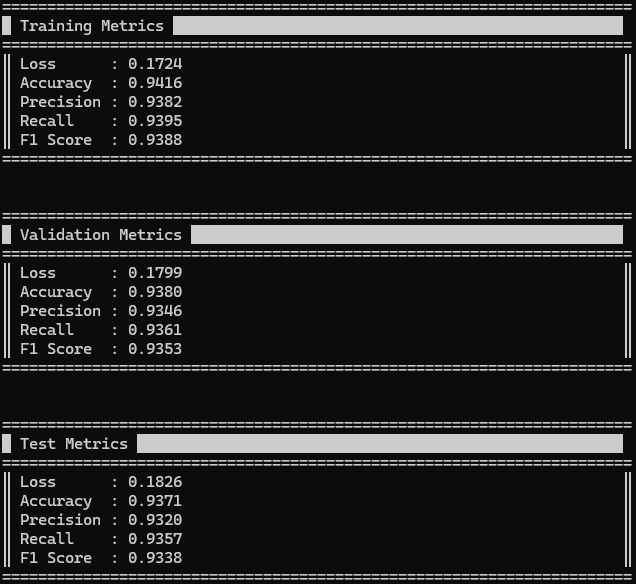 Training Metrics
Loss : 0.1724
Accuracy : 0.9416
Precision : 0.9382
Recall : 0.9395
F1 Score : 0.9388
Validation Metrics
Loss : 0.1799
Accuracy : 0.9380
Precision : 0.9346
Recall : 0.9361
F1 Score : 0.9353
Test Metrics
Loss : 0.1826
Accuracy : 0.9371
Precision : 0.9320
Recall : 0.9357
F1 Score : 0.9338